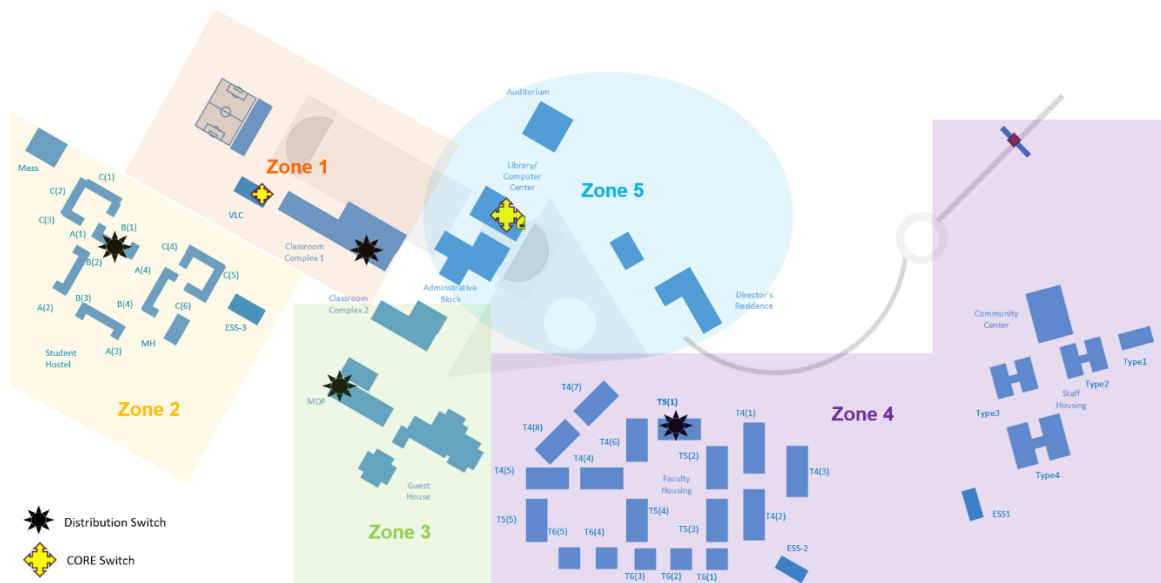 Auditorium
Mess
C(1)
C(2)
C(3)
Zone 1
VLC
Library/
Computer
Center
Zone 5
A(1)
B(1)
B(2)
A(4)
C(4)
C(5)
Classroom
Complex 1
Adminstrative
Block
Director's
Residence
A(2)
B(3)
B(4)
C(6)
ESS-3
Classroom
Complex 2
Community
Center
MH
A(3)
Student
Hostel
Type1
Type2
Staff
Housing
Type3
Type4
Zone 2
MDP
T4(7)
T5(1)
T4(1)
Zone 4
T4(8)
T4(6)
T5(2)
T4(4)
T4(5)
T4(3)
Guest
House
Faculty
Housing
T5(5)
T5(4)
T5(3)
T4(2)
ESS1
Zone 3
T6(5)
T6(4)
ESS-2
T6(3)
T6(2)
T6(1)
Distribution Switch
CORE Switch